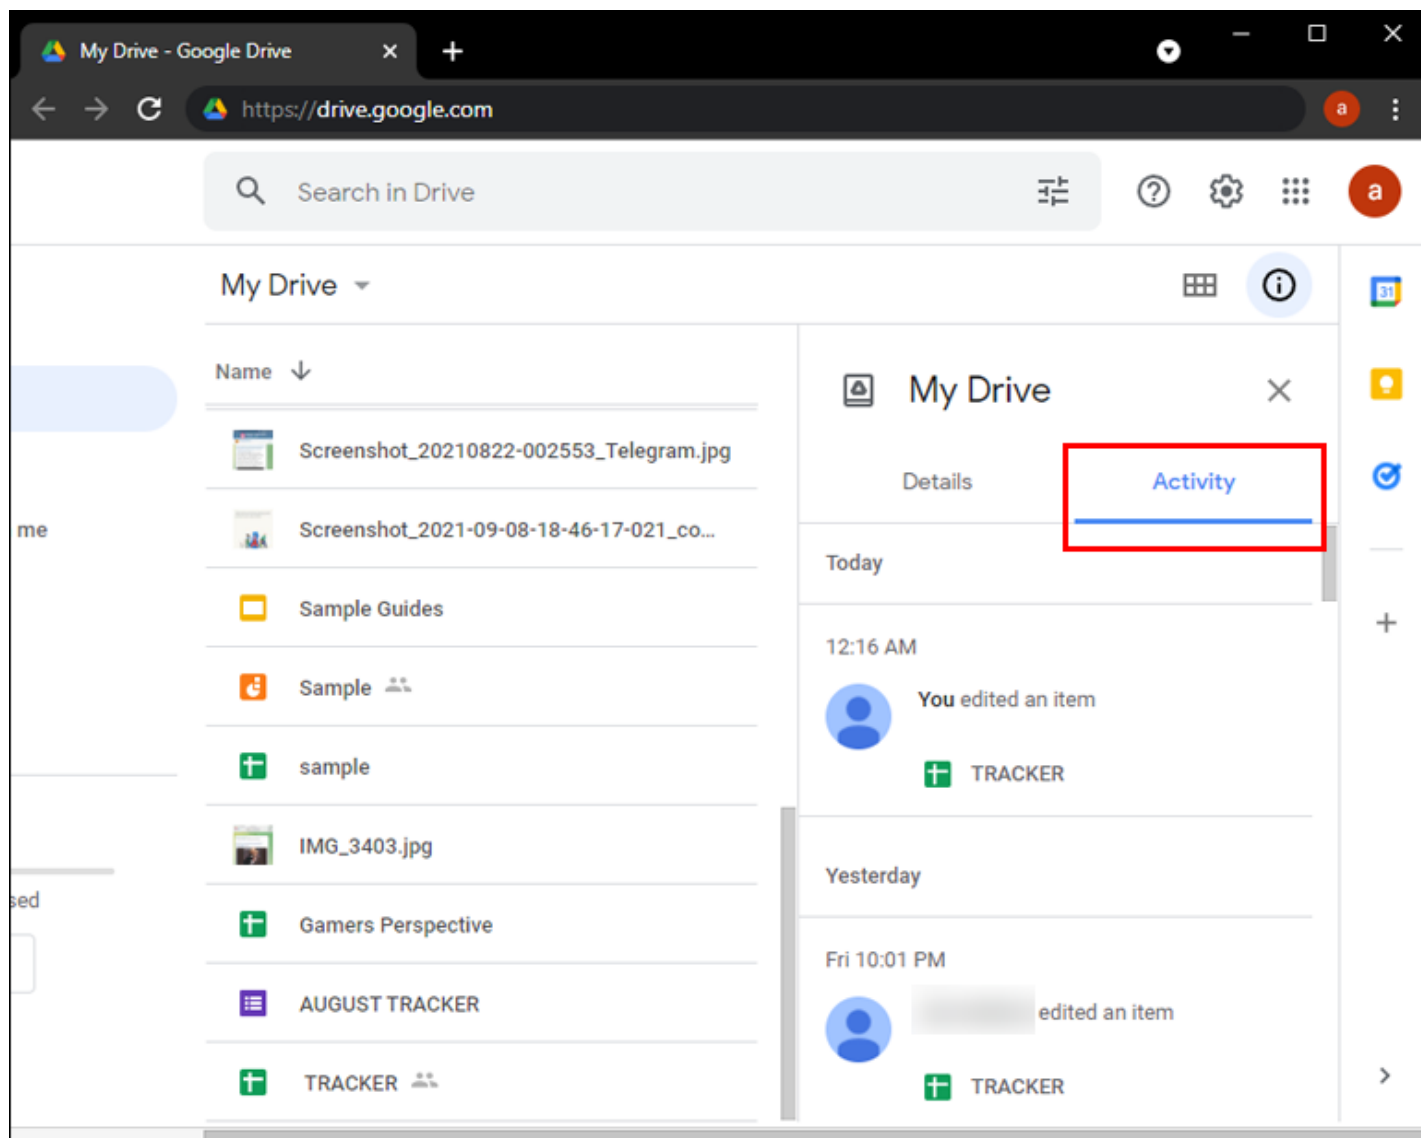 My Drive - Google Drive
https://drive.google.com
a
Search in Drive
a
My Drive
31
Name
My Drive
Details
Activity
Screenshot_20210822-002553_Telegram.jpg
me
Screenshot_2021-09-08-18-46-17-021_co...
Sample Guides
Sample
sample
IMG_3403.jpg
sed
Gamers Perspective
AUGUST TRACKER
TRACKER
Today
12:16 AM
You edited an item
TRACKER
Yesterday
Fri 10:01 PM
edited an item
TRACKER